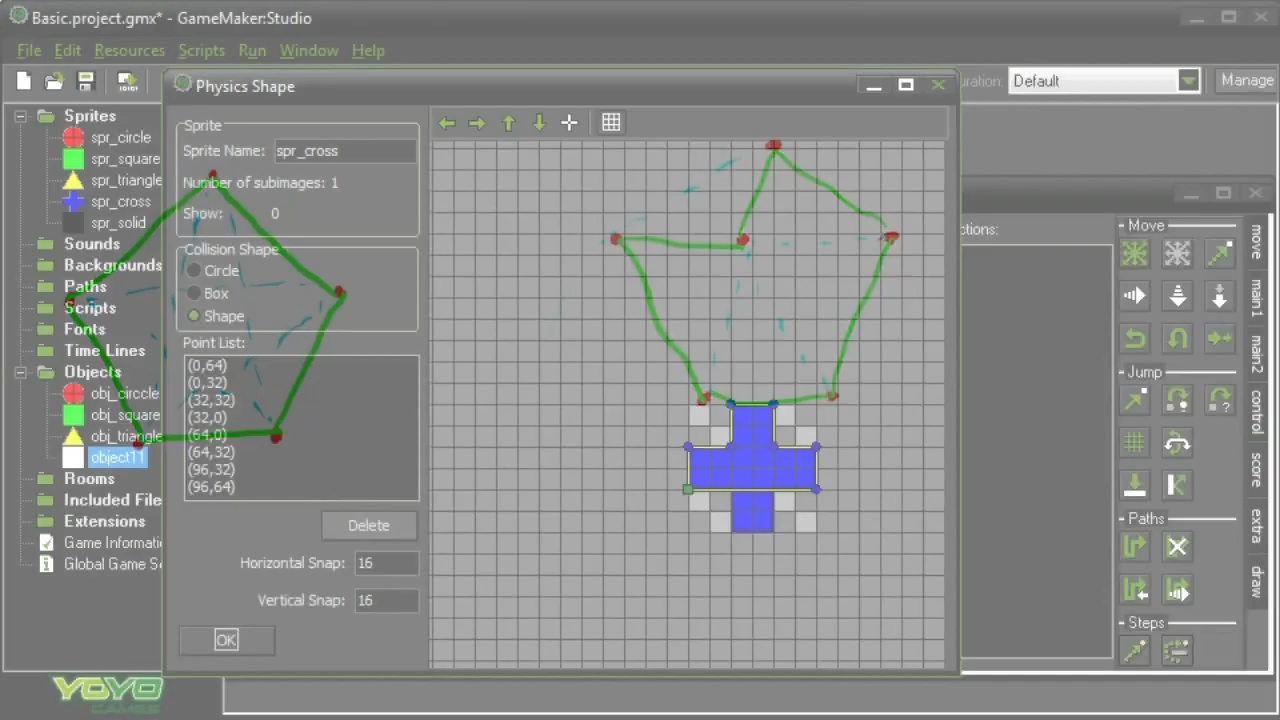 Basic.project.gmx* - GameMaker:Studio
File Edit Resources Scripts Run Window Help
Physics Shape
uration: Default Manage
Sprites
spr_circle
spr_square
spr_triangle
spr_cross
spr_solid
Sounds
Backgrounds
Paths
Scripts
Fonts
Time Lines
Objects
obj_circcle
obj_square
obj_triangle
object11
Rooms
Included File
Extensions
Game Informati
Global Game Se
Sprite
Sprite Name: spr_cross
Number of subimages: 1
Show: 0
Collision Shape
Circle
Box
Shape
Point List:
(0,64)
(0,32)
(32,32)
(32,0)
(64,0)
(64,32)
(96,32)
(96,64)
Delete
Horizontal Snap: 16
Vertical Snap: 16
OK
ctions:
Move
Jump
Paths
Steps
move
main1
main2
control
score
extra
draw
YOYO
GAMES